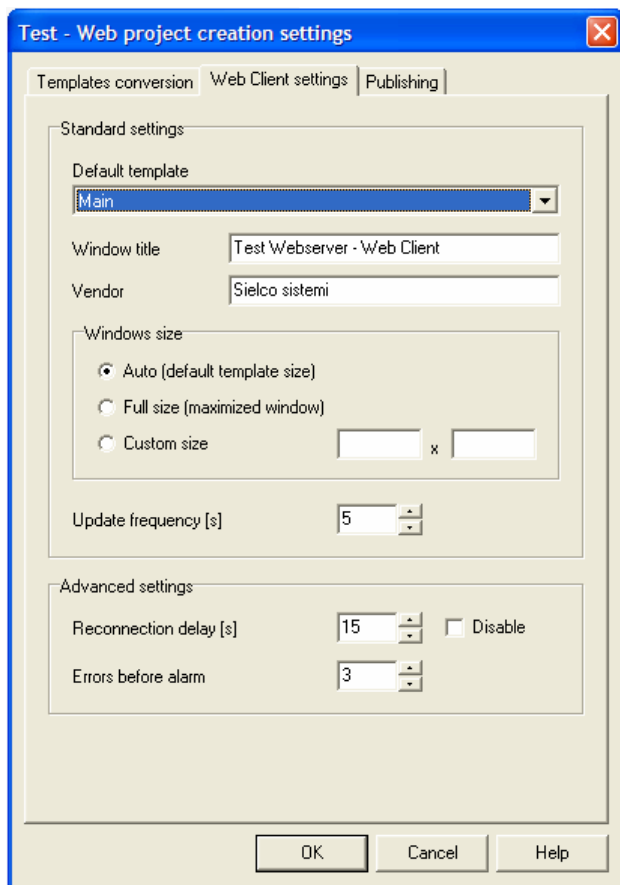 Test - Web project creation settings
Templates conversion Web Client settings Publishing
Standard settings
Default template
Main
Window title Test Webserver - Web Client
Vendor Sielco sistemi
Windows size
Auto (default template size)
Full size (maximized window)
Custom size x
Update frequency [s] 5
Advanced settings
Reconnection delay [s] 15 Disable
Errors before alarm 3
OK Cancel Help